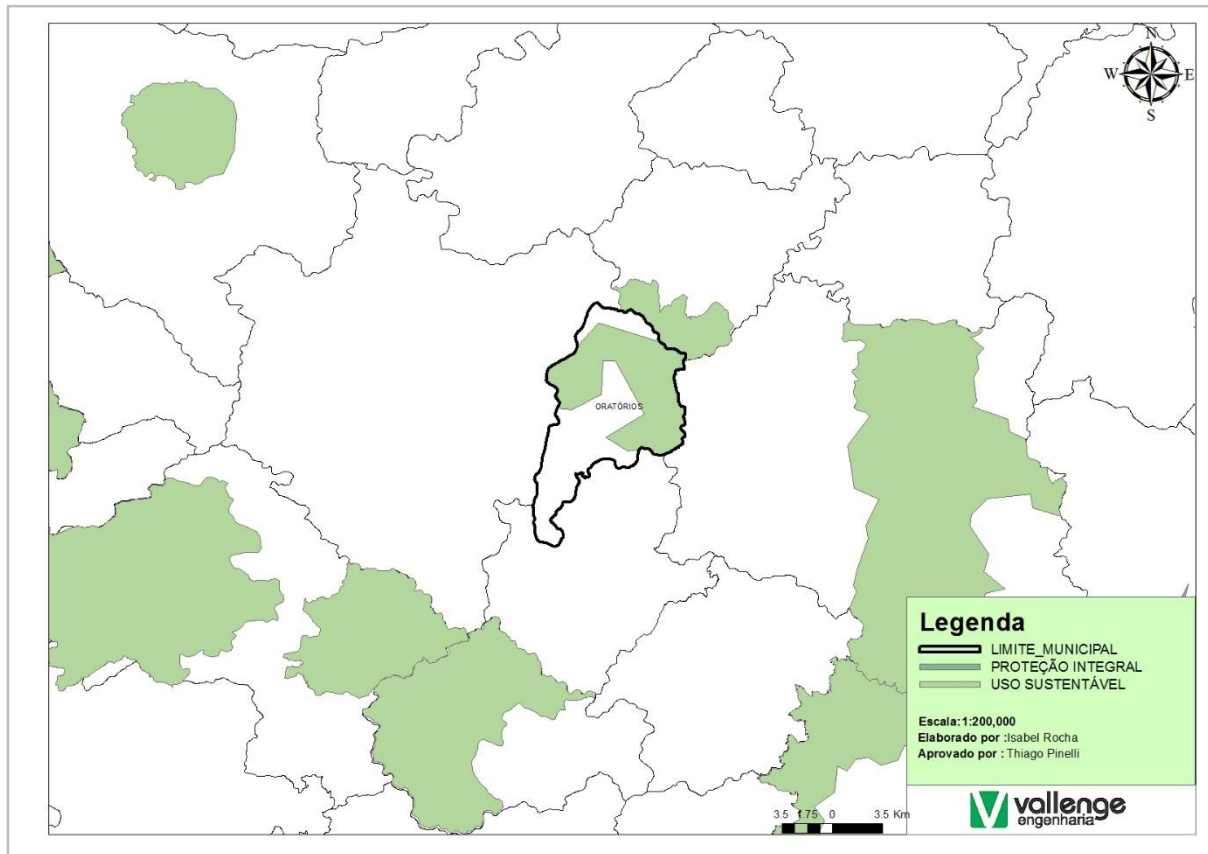 N
W E
S
ORATÓRIOS
Legenda
LIMITE_MUNICIPAL
PROTEÇÃO INTEGRAL
USO SUSTENTÁVEL
Escala:1:200,000
Elaborado por :Isabel Rocha
Aprovado por : Thiago Pinelli
3.5 1.75 0 3.5 Km
vallenge
engenharia